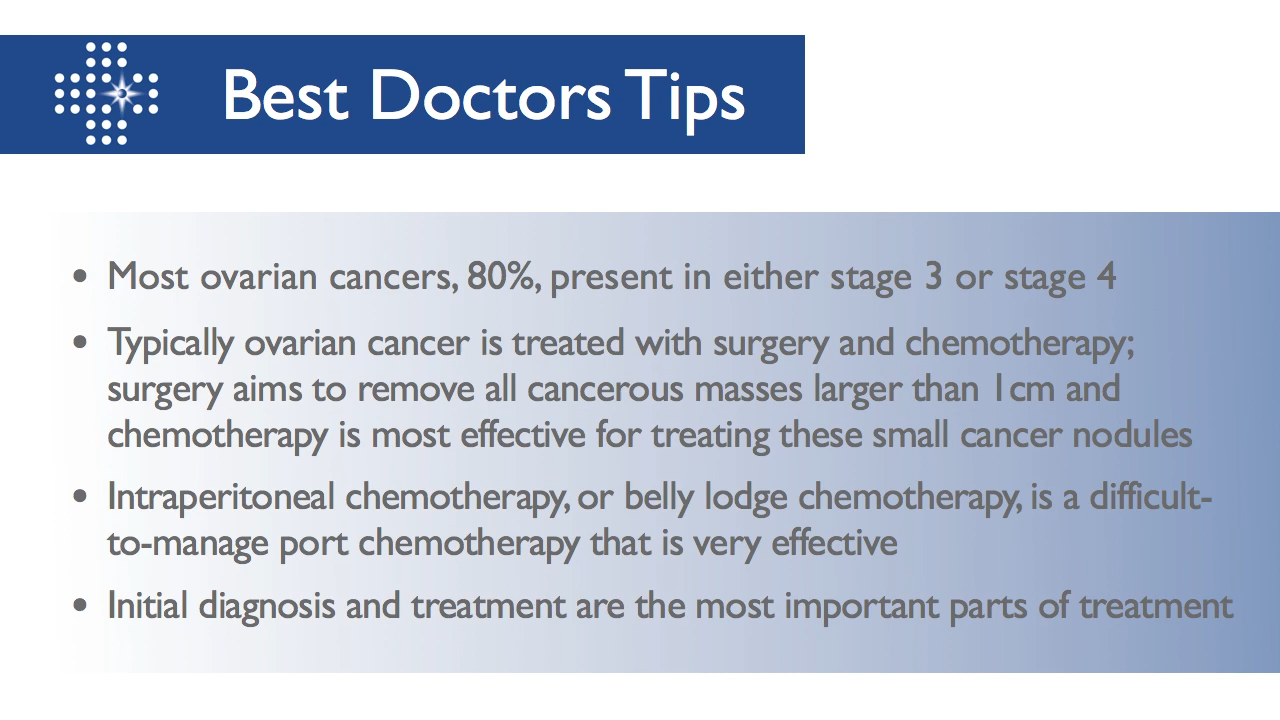 Best Doctors Tips
• Most ovarian cancers, 80%, present in either stage 3 or stage 4
• Typically ovarian cancer is treated with surgery and chemotherapy;
surgery aims to remove all cancerous masses larger than 1cm and
chemotherapy is most effective for treating these small cancer nodules
• Intraperitoneal chemotherapy, or belly lodge chemotherapy, is a difficult-
to-manage port chemotherapy that is very effective
• Initial diagnosis and treatment are the most important parts of treatment